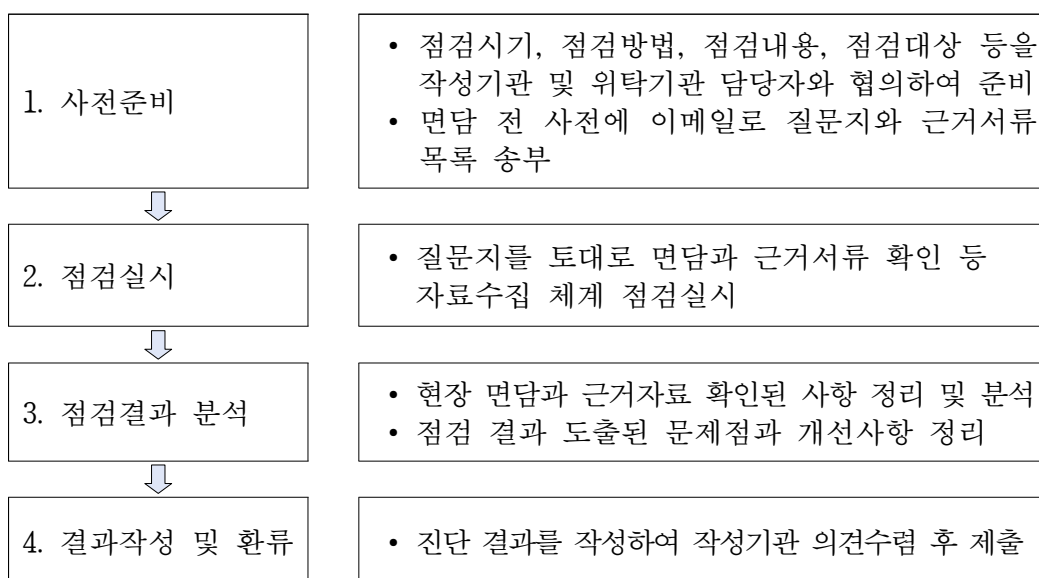 1. 사전준비
• 점검시기, 점검방법, 점검내용, 점검대상 등을
작성기관 및 위탁기관 담당자와 협의하여 준비
• 면담 전 사전에 이메일로 질문지와 근거서류
목록 송부
2. 점검실시
• 질문지를 토대로 면담과 근거서류 확인 등
자료수집 체계 점검실시
3. 점검결과 분석
• 현장 면담과 근거자료 확인된 사항 정리 및 분석
• 점검 결과 도출된 문제점과 개선사항 정리
4. 결과작성 및 환류
• 진단 결과를 작성하여 작성기관 의견수렴 후 제출